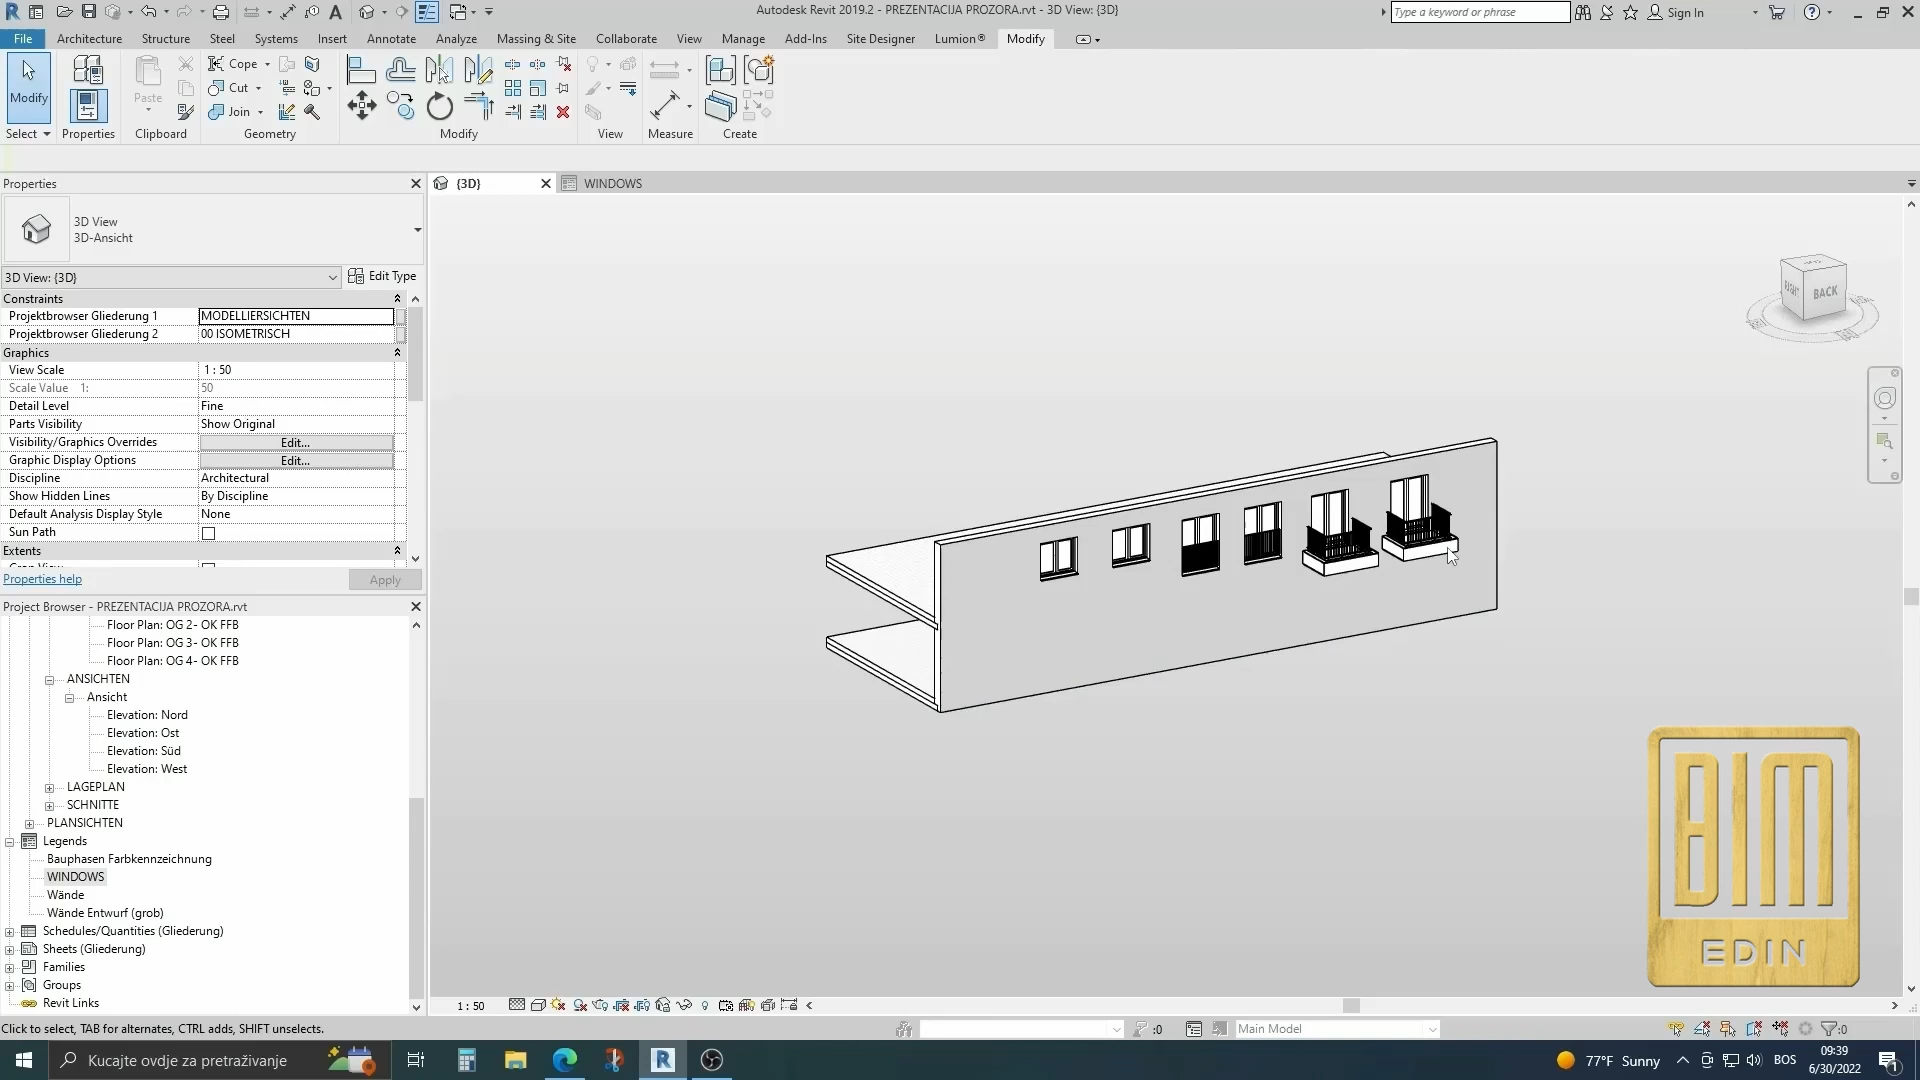 Autodesk Revit 2019.2 - PREZENTACIJA PROZORA.rvt - 3D View: {3D}
Type a keyword or phrase
Sign In
File Architecture Structure Steel Systems Insert Annotate Analyze Massing & Site Collaborate View Manage Add-Ins Site Designer Lumion® Modify
Modify
Paste
Cope
Cut
Join
Select Properties Clipboard Geometry Modify View Measure Create
Properties
{3D}
WINDOWS
3D View
3D-Ansicht
3D View: {3D}
Edit Type
Constraints
Projektbrowser Gliederung 1 MODELLIERSICHTEN
Projektbrowser Gliederung 2 00 ISOMETRISCH
Graphics
View Scale 1 : 50
Scale Value 1: 50
Detail Level Fine
Parts Visibility Show Original
Visibility/Graphics Overrides Edit...
Graphic Display Options Edit...
Discipline Architectural
Show Hidden Lines By Discipline
Default Analysis Display Style None
Sun Path
Extents
Properties help
Apply
RIGHT
BACK
Project Browser - PREZENTACIJA PROZORA.rvt
Floor Plan: OG 2- OK FFB
Floor Plan: OG 3- OK FFB
Floor Plan: OG 4- OK FFB
ANSICHTEN
Ansicht
Elevation: Nord
Elevation: Ost
Elevation: Süd
Elevation: West
LAGEPLAN
SCHNITTE
PLANSICHTEN
Legends
Bauphasen Farbkennzeichnung
WINDOWS
Wände
Wände Entwurf (grob)
Schedules/Quantities (Gliederung)
Sheets (Gliederung)
Families
Groups
Revit Links
BIM
EDIN
1 : 50
Click to select, TAB for alternates, CTRL adds, SHIFT unselects.
:0
Main Model
:0
Kucajte ovdje za pretraživanje
77°F Sunny
BOS
09:39
6/30/2022
1